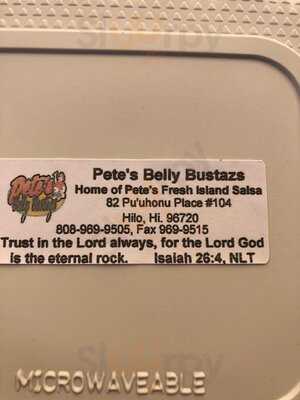 Pete's
Pete's Belly Bustazs
Home of Pete's Fresh Island Salsa
82 Pu'uhonu Place #104
Hilo, Hi. 96720
808-969-9505, Fax 969-9515
Trust in the Lord always, for the Lord God
is the eternal rock. Isaiah 26:4, NLT
MICROWAVEABLE